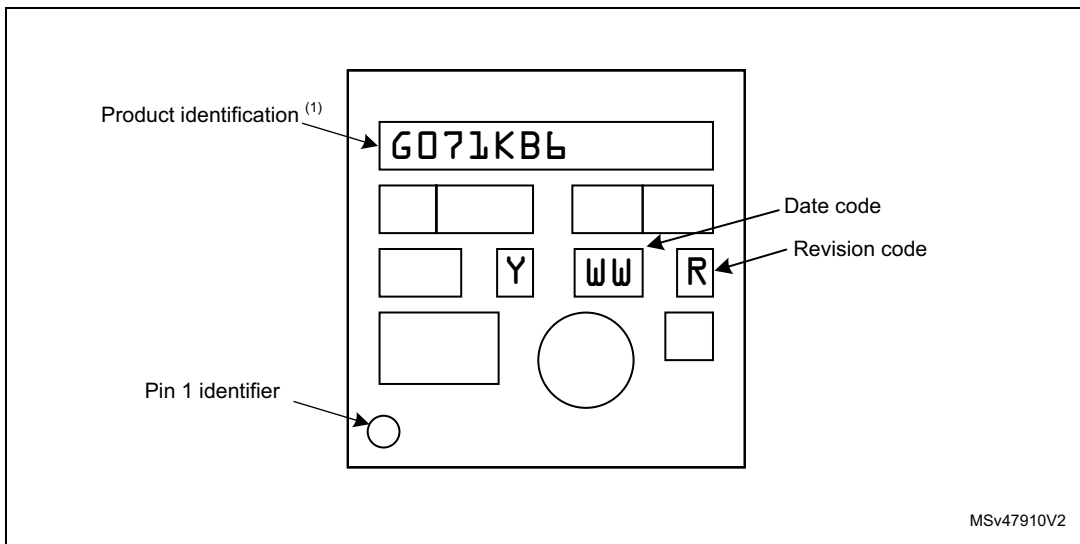 Product identification (1)
G071KB6
Date code
Revision code
Y WW R
Pin 1 identifier
MSv47910V2